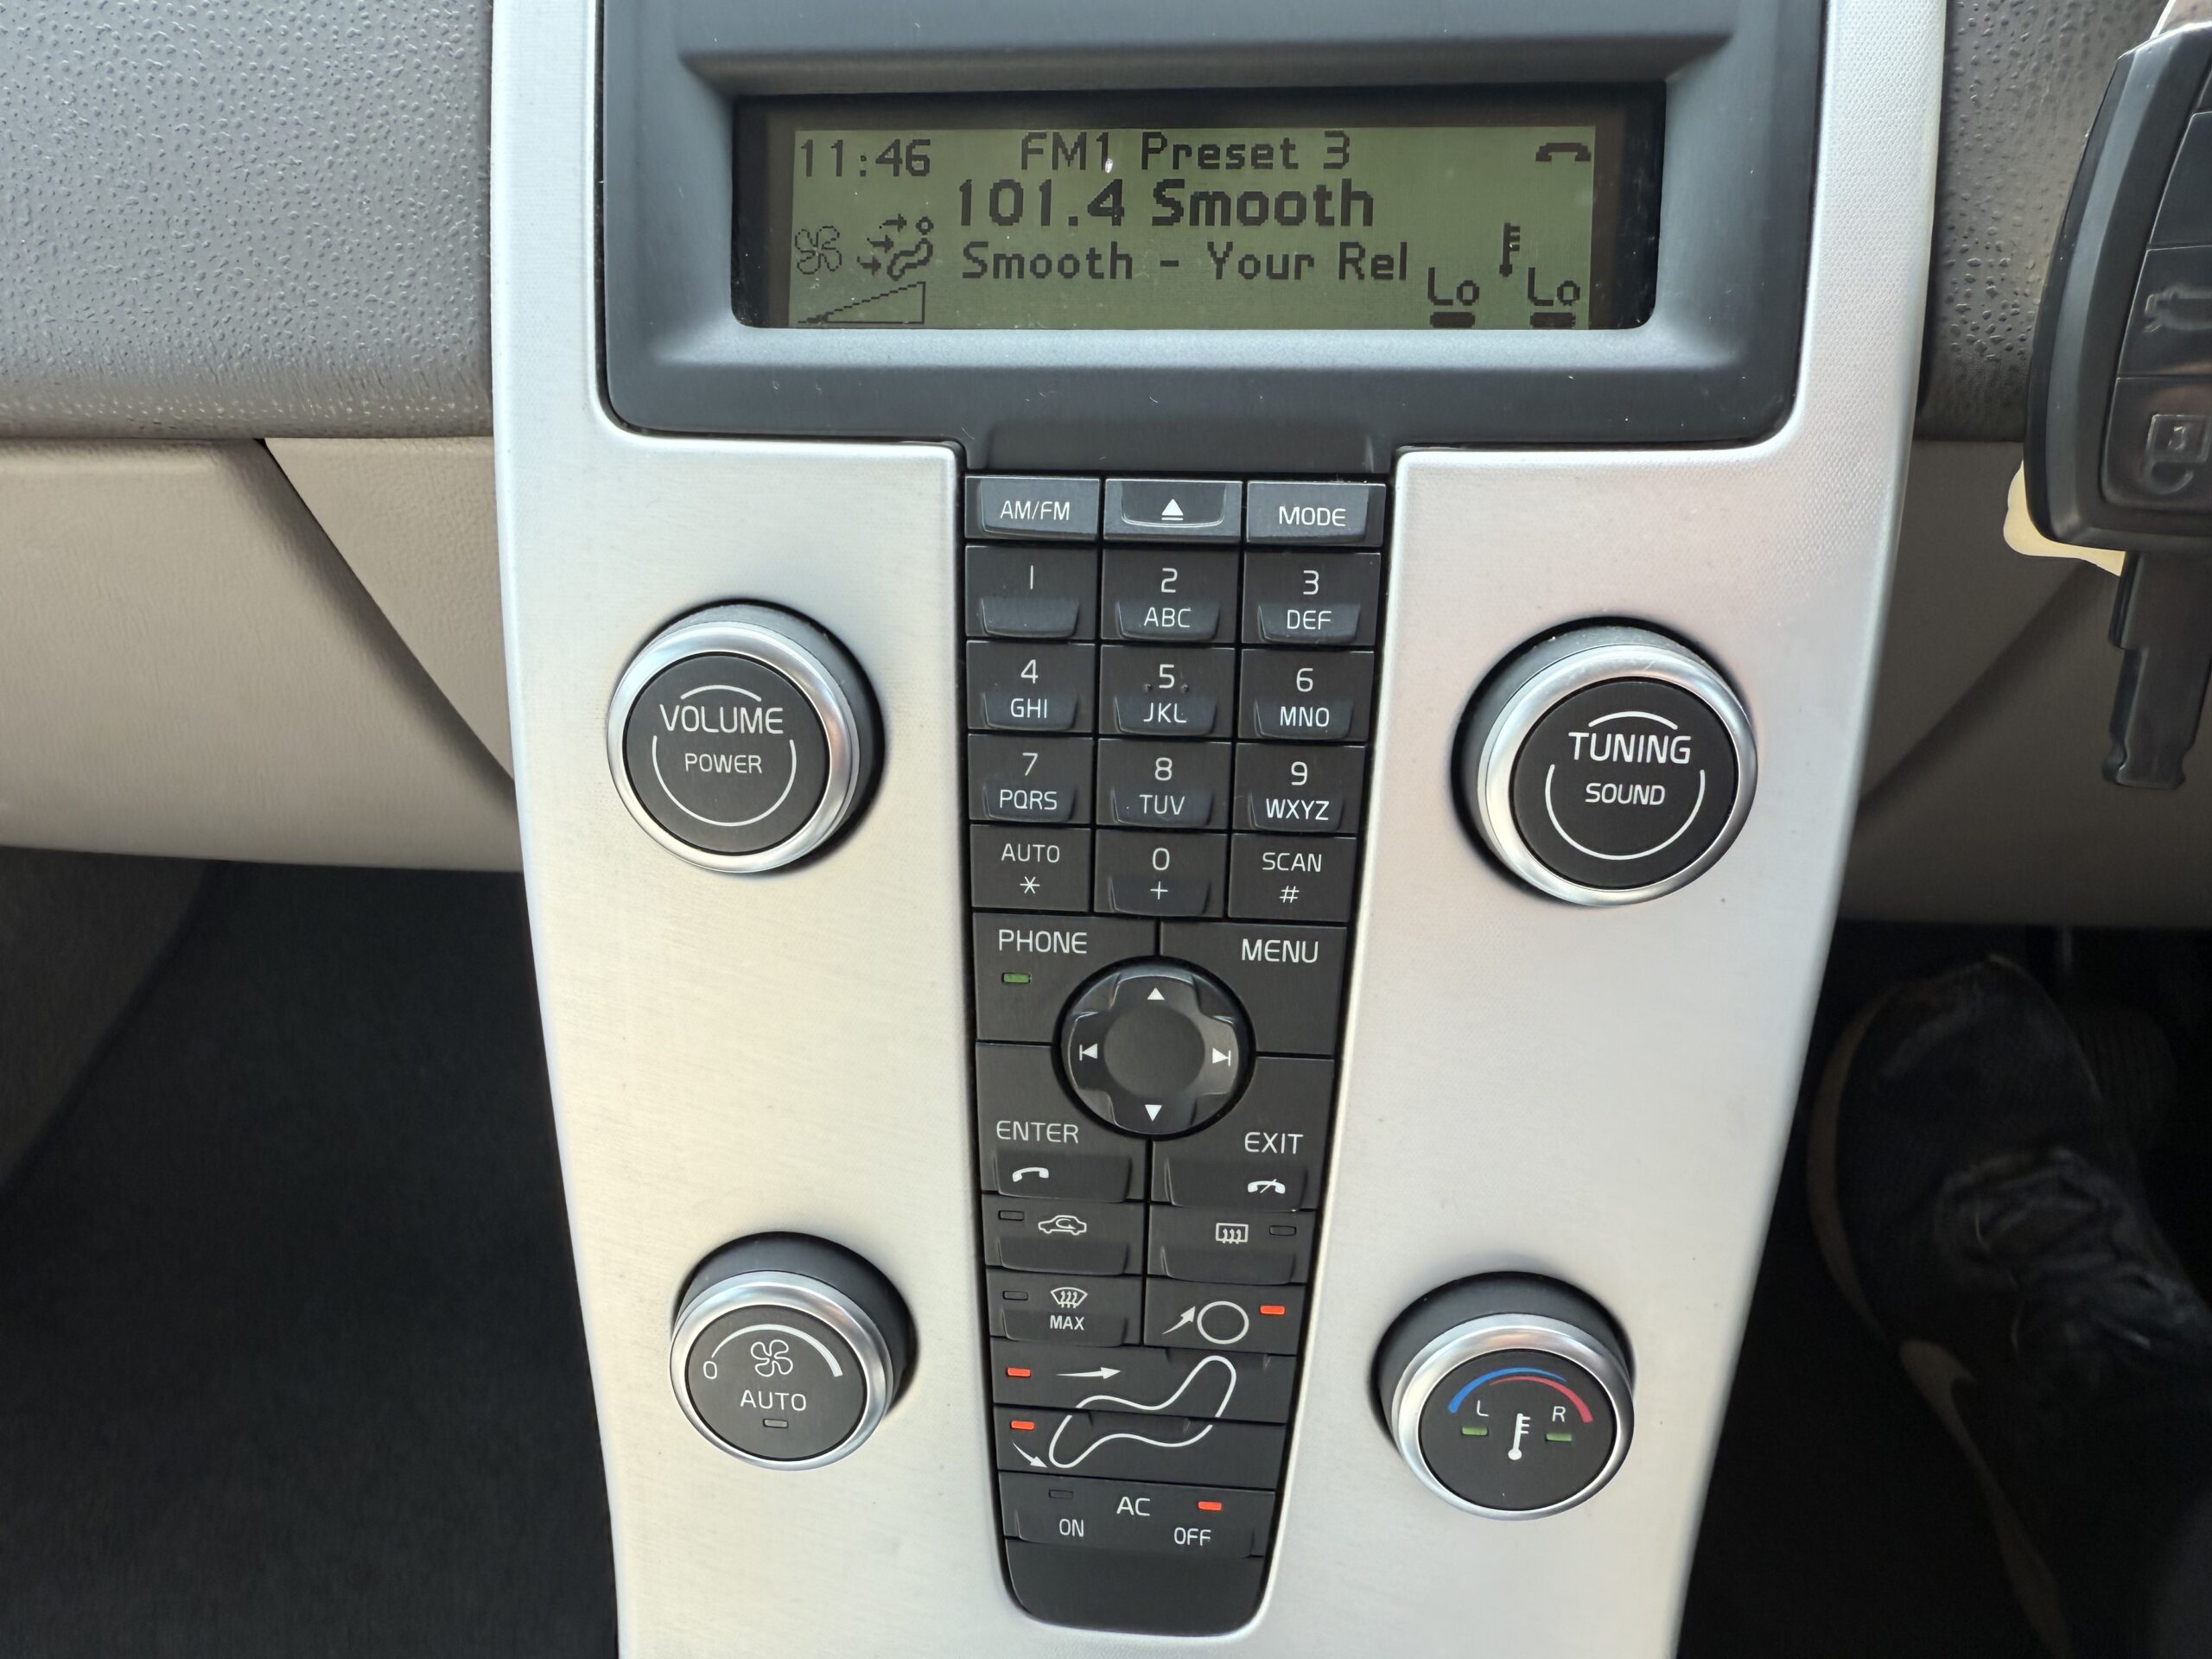 11:46
FM1 Preset 3
101.4 Smooth
Smooth - Your Rel
Lo Lo
AM/FM
MODE
1
2
ABC
3
DEF
4
GHI
5
JKL
6
MNO
7
PQRS
8
TUV
9
WXYZ
AUTO
*
0
+
SCAN
#
VOLUME
POWER
TUNING
SOUND
PHONE
MENU
ENTER
EXIT
MAX
0
AUTO
L R
AC
ON
OFF